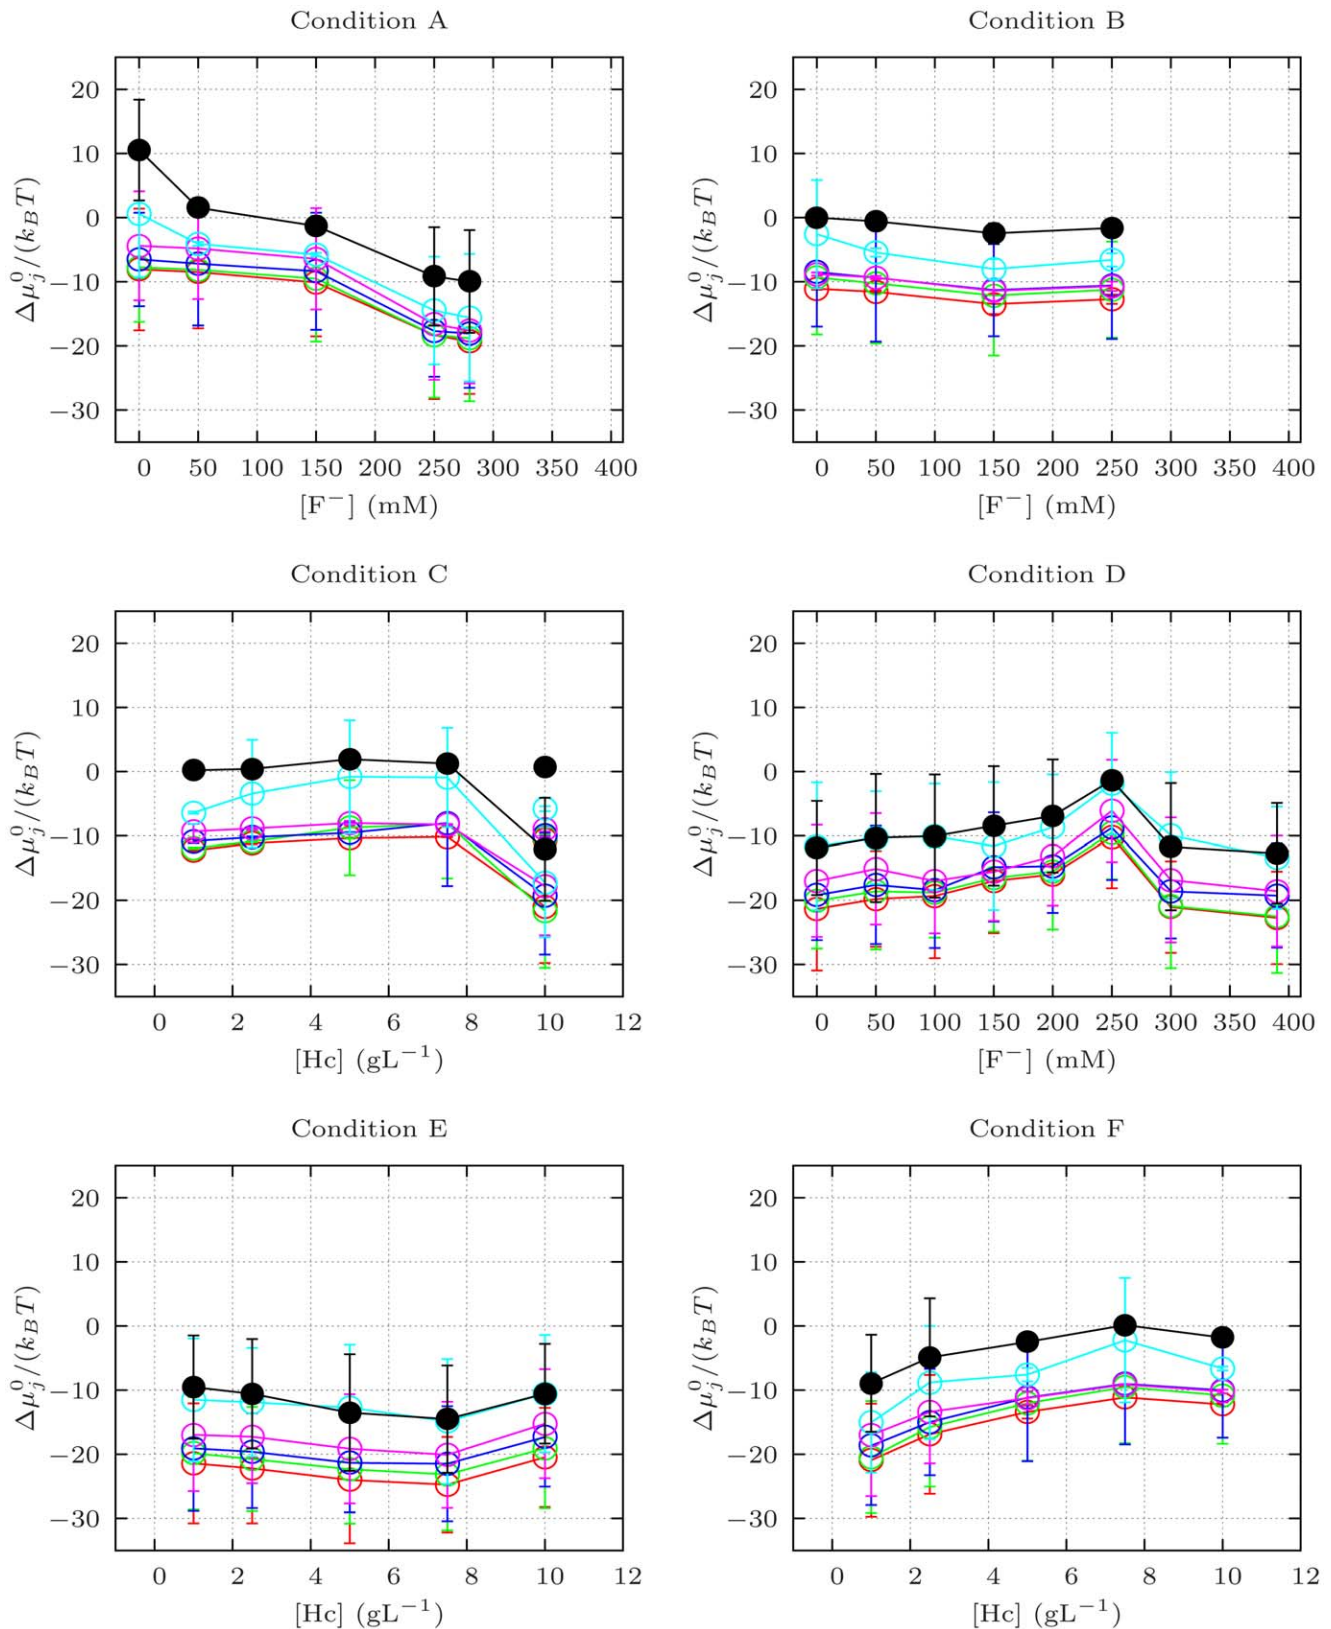 Condition A
20
10
0
−10
−20
−30
Δμ_j^0/(k_BT)
0 50 100 150 200 250 300 350 400
[F⁻] (mM)
Condition B
20
10
0
−10
−20
−30
Δμ_j^0/(k_BT)
0 50 100 150 200 250 300 350 400
[F⁻] (mM)
Condition C
20
10
0
−10
−20
−30
Δμ_j^0/(k_BT)
0 2 4 6 8 10 12
[Hc] (gL⁻¹)
Condition D
20
10
0
−10
−20
−30
Δμ_j^0/(k_BT)
0 50 100 150 200 250 300 350 400
[F⁻] (mM)
Condition E
20
10
0
−10
−20
−30
Δμ_j^0/(k_BT)
0 2 4 6 8 10 12
[Hc] (gL⁻¹)
Condition F
20
10
0
−10
−20
−30
Δμ_j^0/(k_BT)
0 2 4 6 8 10 12
[Hc] (gL⁻¹)